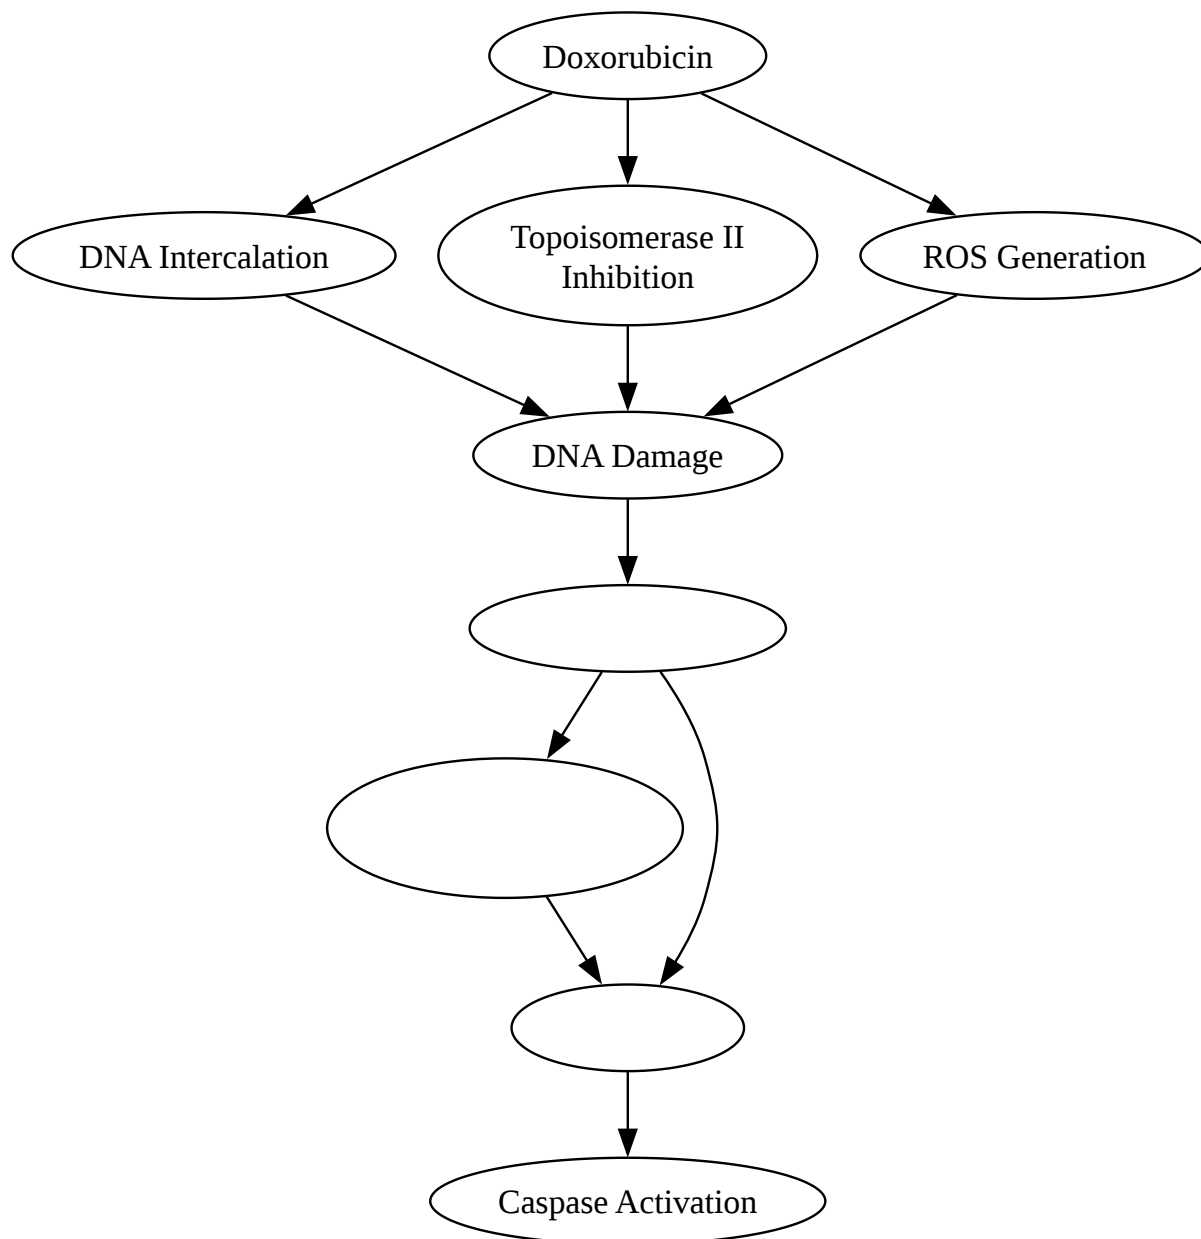 Doxorubicin
DNA Intercalation
Topoisomerase II
Inhibition
ROS Generation
DNA Damage
Caspase Activation